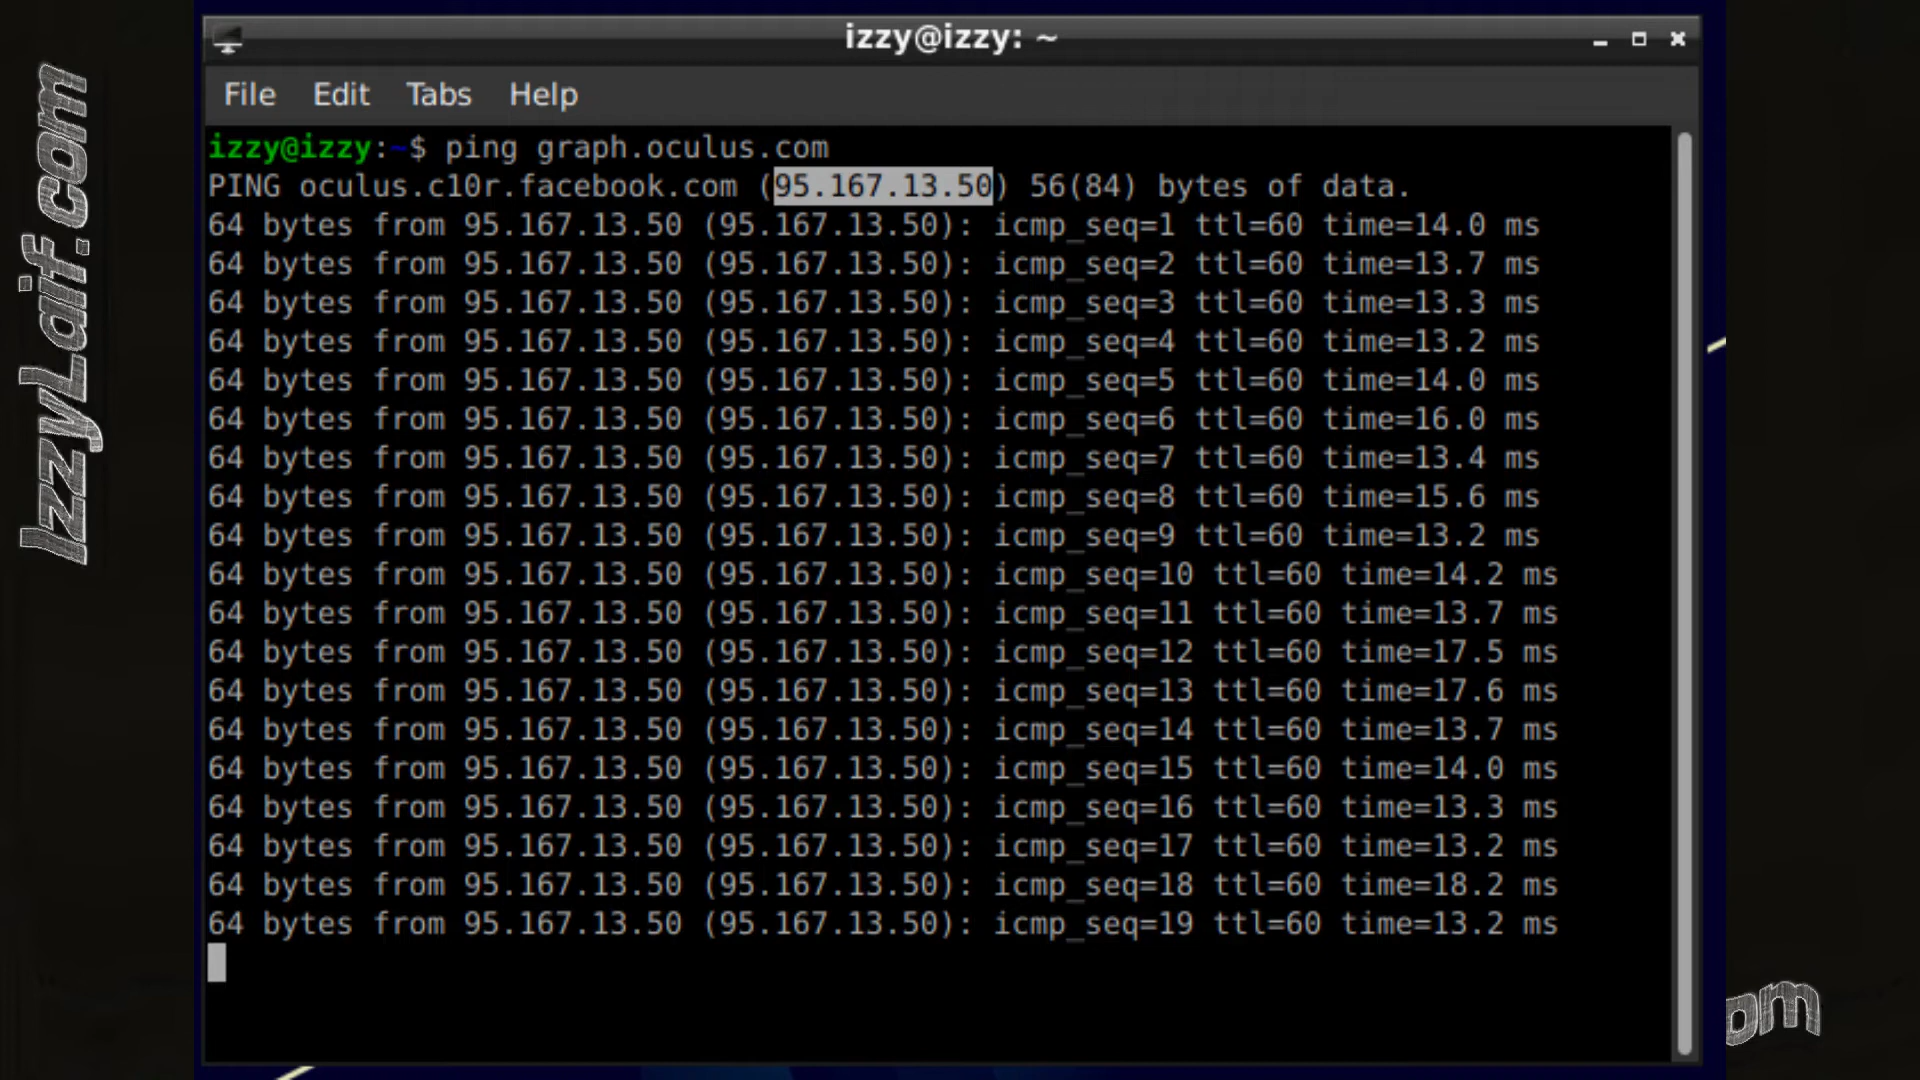 IzzyLaif.com
izzy@izzy: ~
File Edit Tabs Help
izzy@izzy:~$ ping graph.oculus.com
PING oculus.c10r.facebook.com (95.167.13.50) 56(84) bytes of data.
64 bytes from 95.167.13.50 (95.167.13.50): icmp_seq=1 ttl=60 time=14.0 ms
64 bytes from 95.167.13.50 (95.167.13.50): icmp_seq=2 ttl=60 time=13.7 ms
64 bytes from 95.167.13.50 (95.167.13.50): icmp_seq=3 ttl=60 time=13.3 ms
64 bytes from 95.167.13.50 (95.167.13.50): icmp_seq=4 ttl=60 time=13.2 ms
64 bytes from 95.167.13.50 (95.167.13.50): icmp_seq=5 ttl=60 time=14.0 ms
64 bytes from 95.167.13.50 (95.167.13.50): icmp_seq=6 ttl=60 time=16.0 ms
64 bytes from 95.167.13.50 (95.167.13.50): icmp_seq=7 ttl=60 time=13.4 ms
64 bytes from 95.167.13.50 (95.167.13.50): icmp_seq=8 ttl=60 time=15.6 ms
64 bytes from 95.167.13.50 (95.167.13.50): icmp_seq=9 ttl=60 time=13.2 ms
64 bytes from 95.167.13.50 (95.167.13.50): icmp_seq=10 ttl=60 time=14.2 ms
64 bytes from 95.167.13.50 (95.167.13.50): icmp_seq=11 ttl=60 time=13.7 ms
64 bytes from 95.167.13.50 (95.167.13.50): icmp_seq=12 ttl=60 time=17.5 ms
64 bytes from 95.167.13.50 (95.167.13.50): icmp_seq=13 ttl=60 time=17.6 ms
64 bytes from 95.167.13.50 (95.167.13.50): icmp_seq=14 ttl=60 time=13.7 ms
64 bytes from 95.167.13.50 (95.167.13.50): icmp_seq=15 ttl=60 time=14.0 ms
64 bytes from 95.167.13.50 (95.167.13.50): icmp_seq=16 ttl=60 time=13.3 ms
64 bytes from 95.167.13.50 (95.167.13.50): icmp_seq=17 ttl=60 time=13.2 ms
64 bytes from 95.167.13.50 (95.167.13.50): icmp_seq=18 ttl=60 time=18.2 ms
64 bytes from 95.167.13.50 (95.167.13.50): icmp_seq=19 ttl=60 time=13.2 ms
om